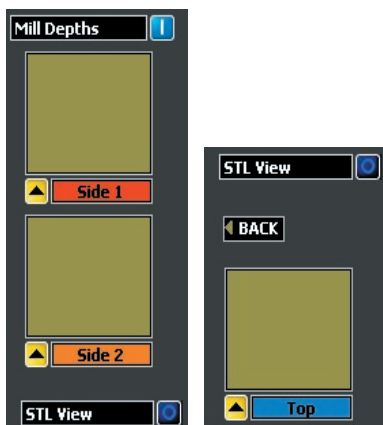 Mill Depths
Side 1
Side 2
STL View
STL View
BACK
Top